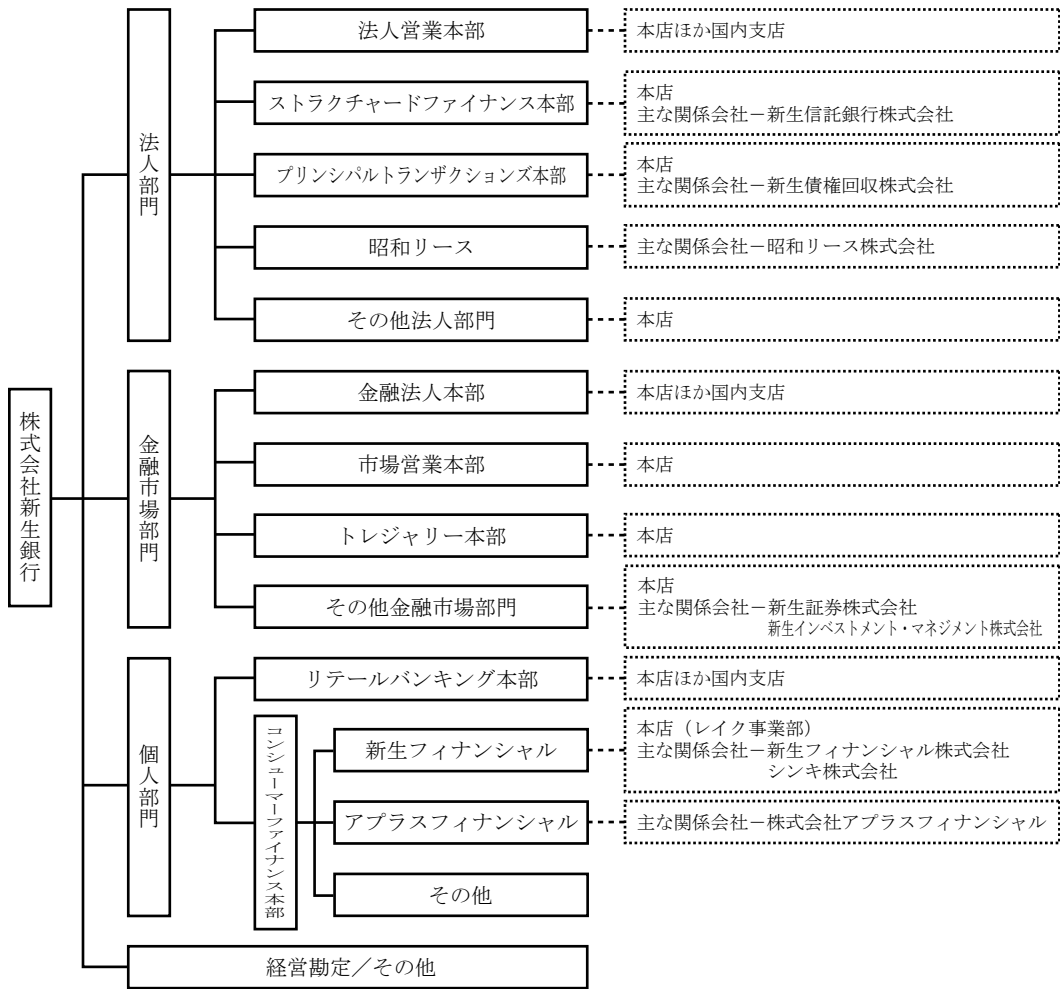 株式会社新生銀行
法人部門
法人営業本部
本店ほか国内支店
ストラクチャードファイナンス本部
本店
主な関係会社－新生信託銀行株式会社
プリンシパルトランザクションズ本部
本店
主な関係会社－新生債権回収株式会社
昭和リース
主な関係会社－昭和リース株式会社
その他法人部門
本店
金融市場部門
金融法人本部
本店ほか国内支店
市場営業本部
本店
トレジャリー本部
本店
その他金融市場部門
本店
主な関係会社－新生証券株式会社
新生インベストメント・マネジメント株式会社
個人部門
リテールバンキング本部
本店ほか国内支店
コンシューマーファイナンス本部
新生フィナンシャル
本店（レイク事業部）
主な関係会社－新生フィナンシャル株式会社
シンキ株式会社
アプラスフィナンシャル
主な関係会社－株式会社アプラスフィナンシャル
その他
経営勘定／その他